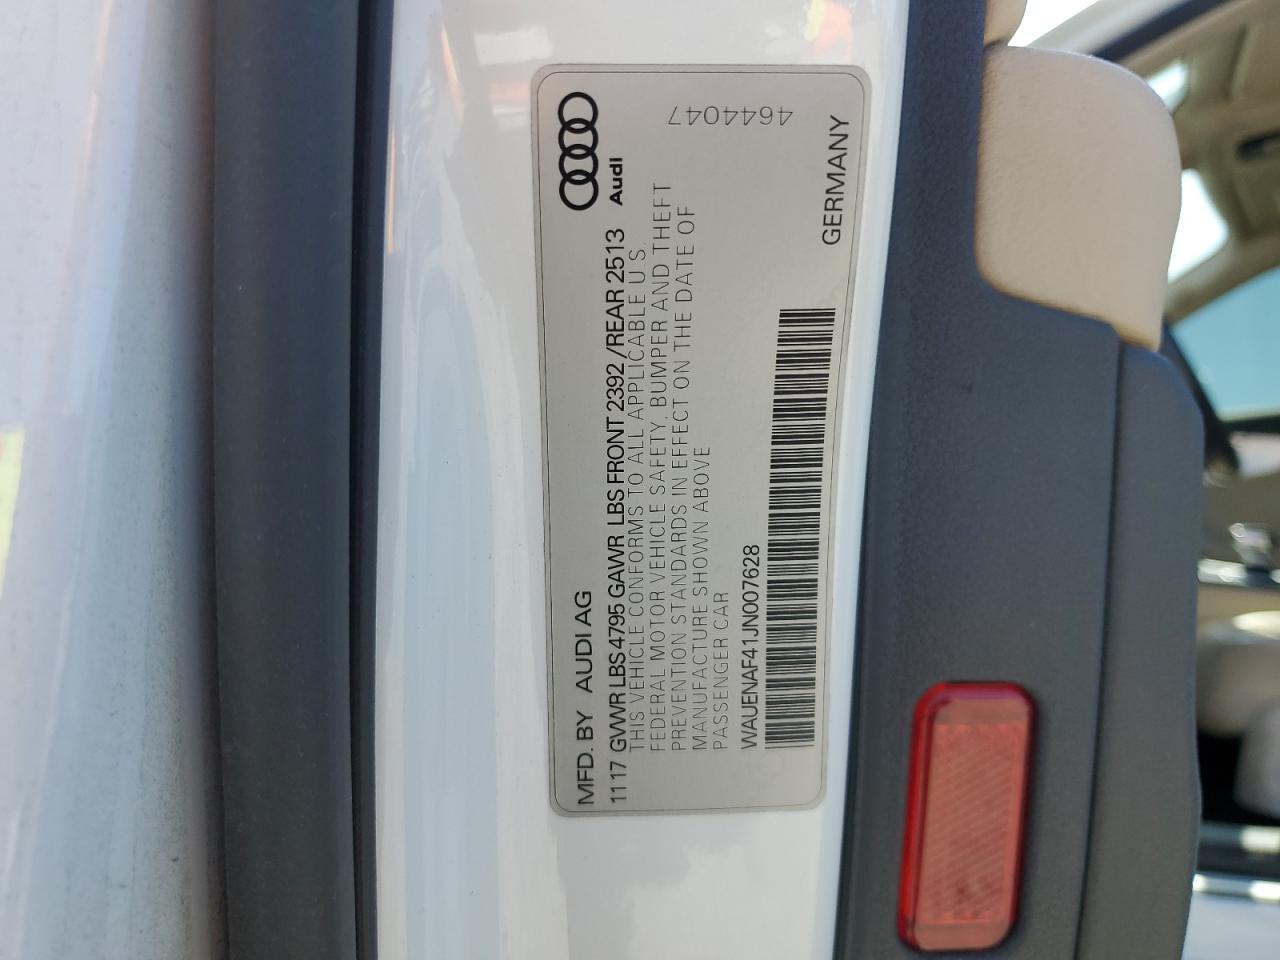 MFD. BY AUDI AG
Audi
11 17 GVWR LBS 4795 GAWR LBS FRONT 2392 /REAR 2513
THIS VEHICLE CONFORMS TO ALL APPLICABLE U.S.
FEDERAL MOTOR VEHICLE SAFETY, BUMPER AND THEFT
PREVENTION STANDARDS IN EFFECT ON THE DATE OF
MANUFACTURE SHOWN ABOVE
PASSENGER CAR
4644047
WAUENAF41JN007628
GERMANY